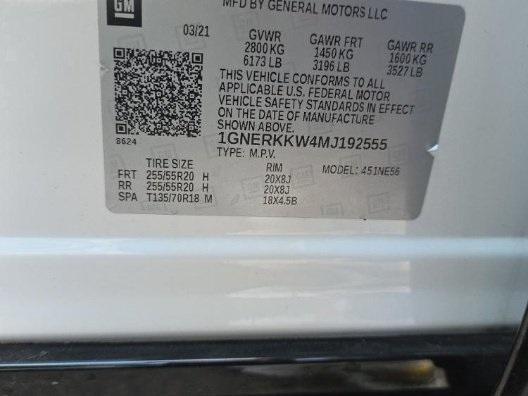 GM
MFD BY GENERAL MOTORS LLC
03/21 GVWR GAWR FRT GAWR RR
2800 KG 1450 KG 1600 KG
6173 LB 3196 LB 3527 LB
THIS VEHICLE CONFORMS TO ALL
APPLICABLE U.S. FEDERAL MOTOR
VEHICLE SAFETY STANDARDS IN EFFECT
ON THE DATE OF MANUFACTURE
SHOWN ABOVE.
8624 1GNERKKW4MJ192555
TYPE: M.P.V.
TIRE SIZE RIM MODEL: 451NE56
FRT 255/55R20 H 20X8J
RR 255/55R20 H 20X8J
SPA T135/70R18 M 18X4.5B